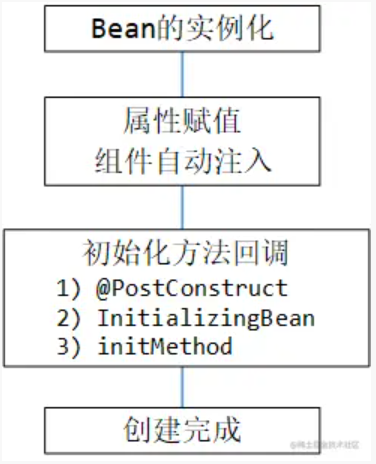 Bean的实例化
属性赋值
组件自动注入
初始化方法回调
1) @PostConstruct
2) InitializingBean
3) initMethod
创建完成
@稀土掘金技术社区